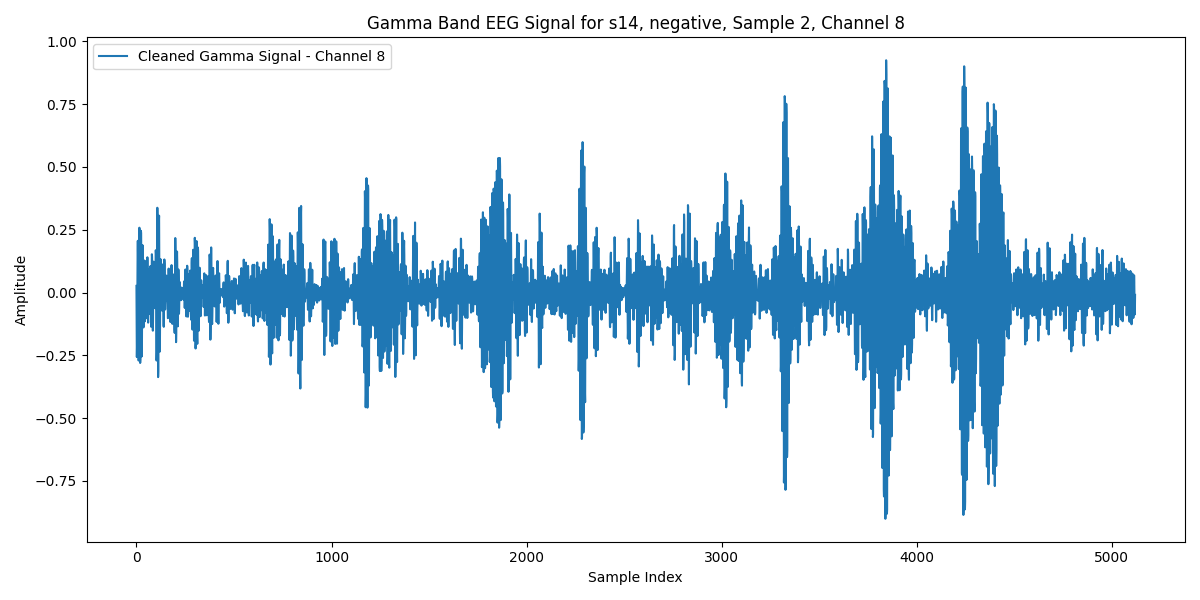 Gamma Band EEG Signal for s14, negative, Sample 2, Channel 8
Cleaned Gamma Signal - Channel 8
1.00
0.75
0.50
0.25
0.00
−0.25
−0.50
−0.75
Amplitude
0 1000 2000 3000 4000 5000
Sample Index